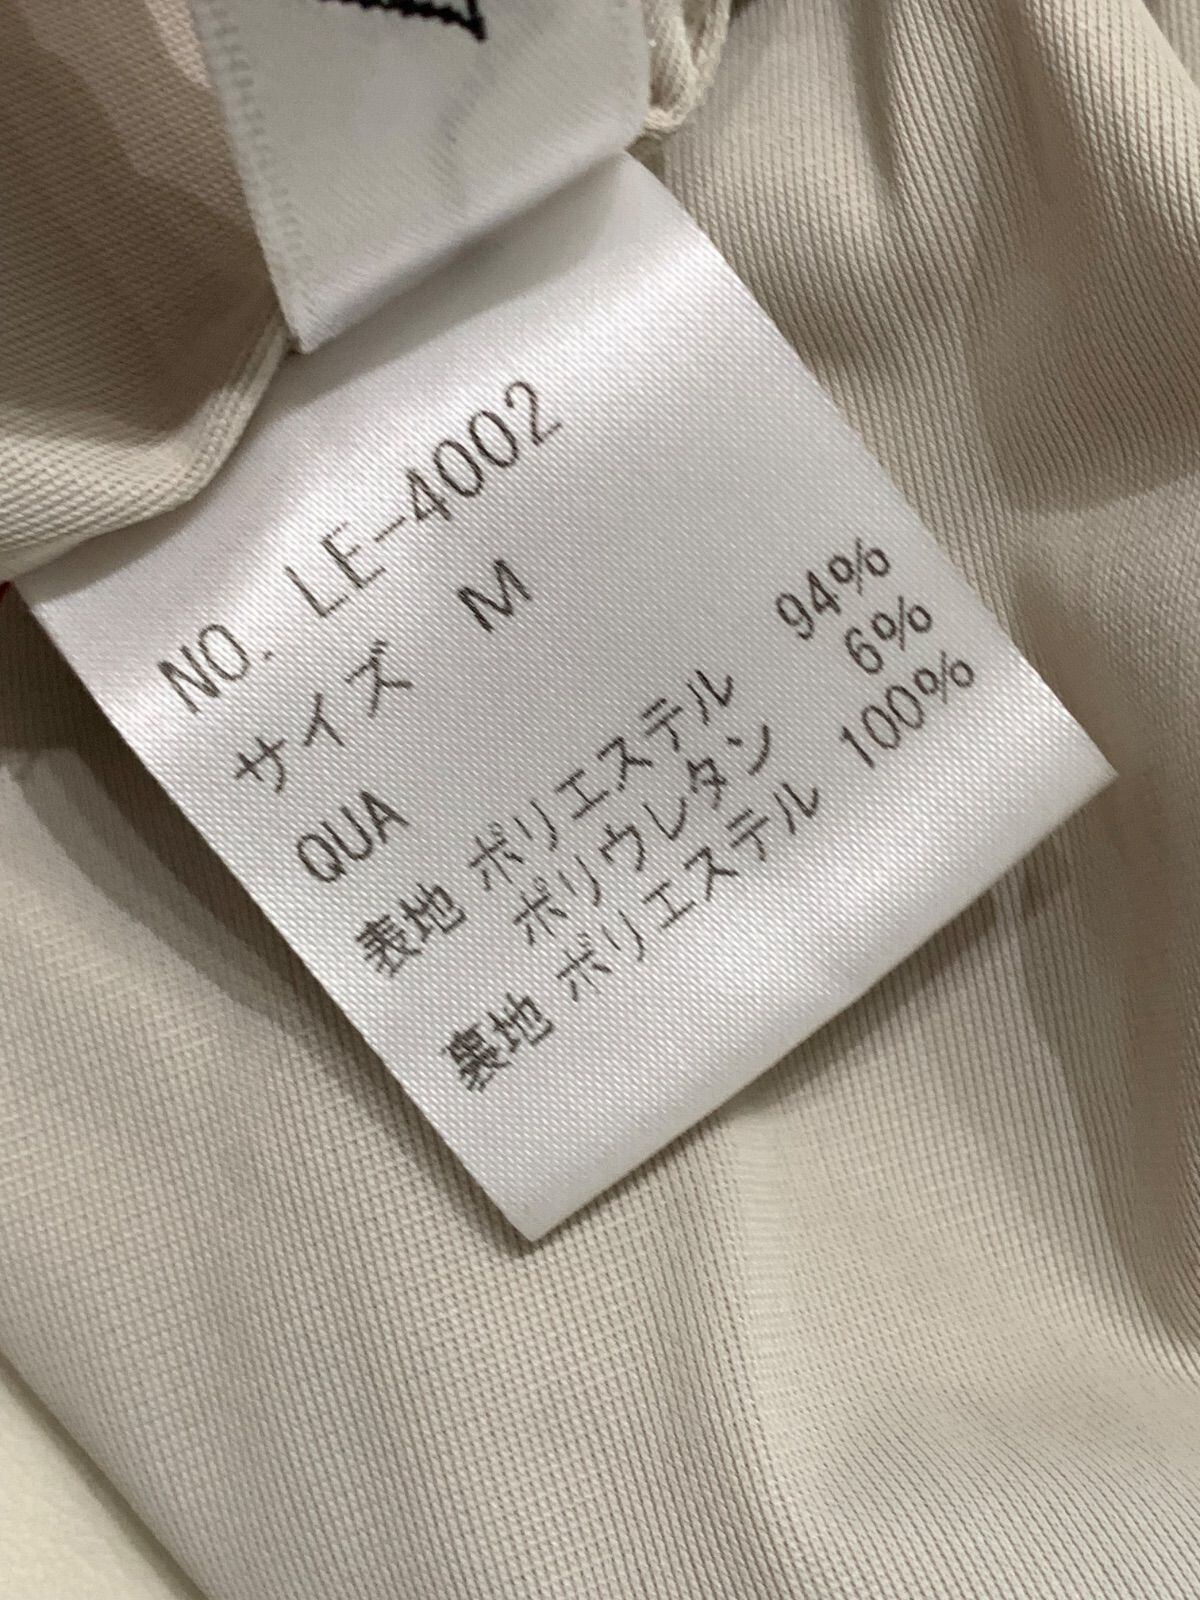 NO. LE-4002
サイズ M
QUA
表地 ポリエステル 94%
ポリウレタン 6%
裏地 ポリエステル 100%